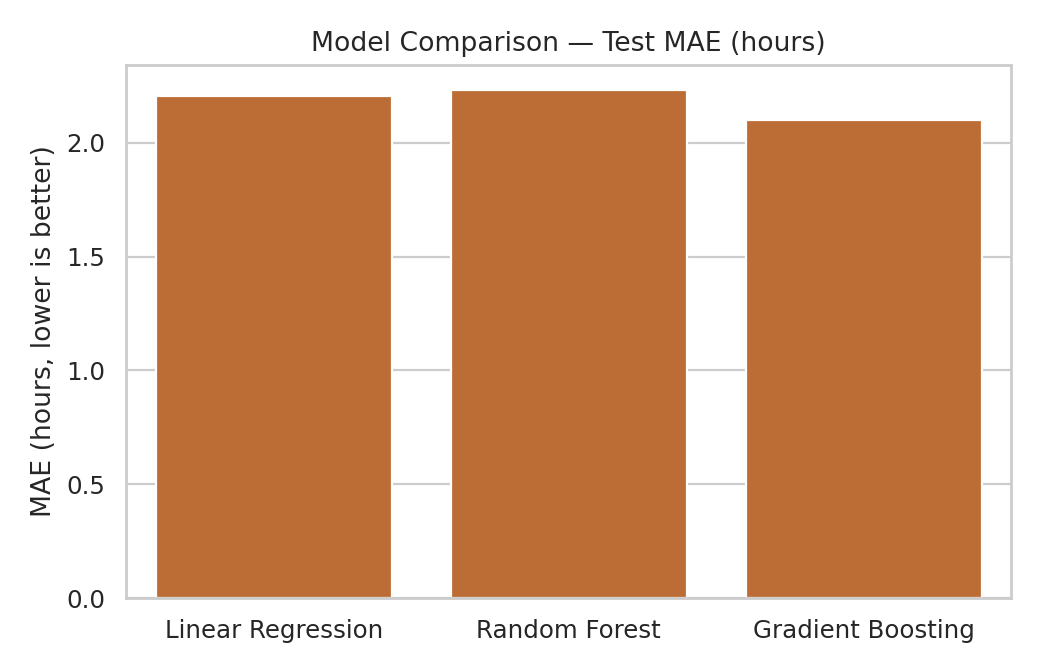 Model Comparison — Test MAE (hours)
MAE (hours, lower is better)
2.0
1.5
1.0
0.5
0.0
Linear Regression
Random Forest
Gradient Boosting